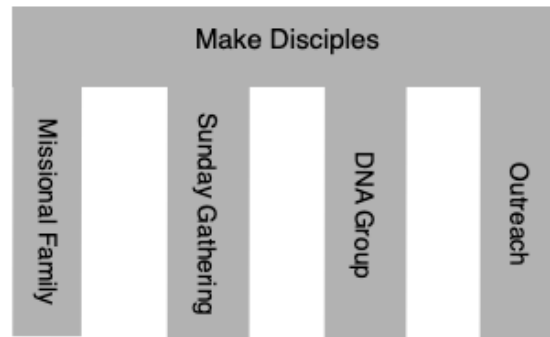 Make Disciples
Missional Family
Sunday Gathering
DNA Group
Outreach